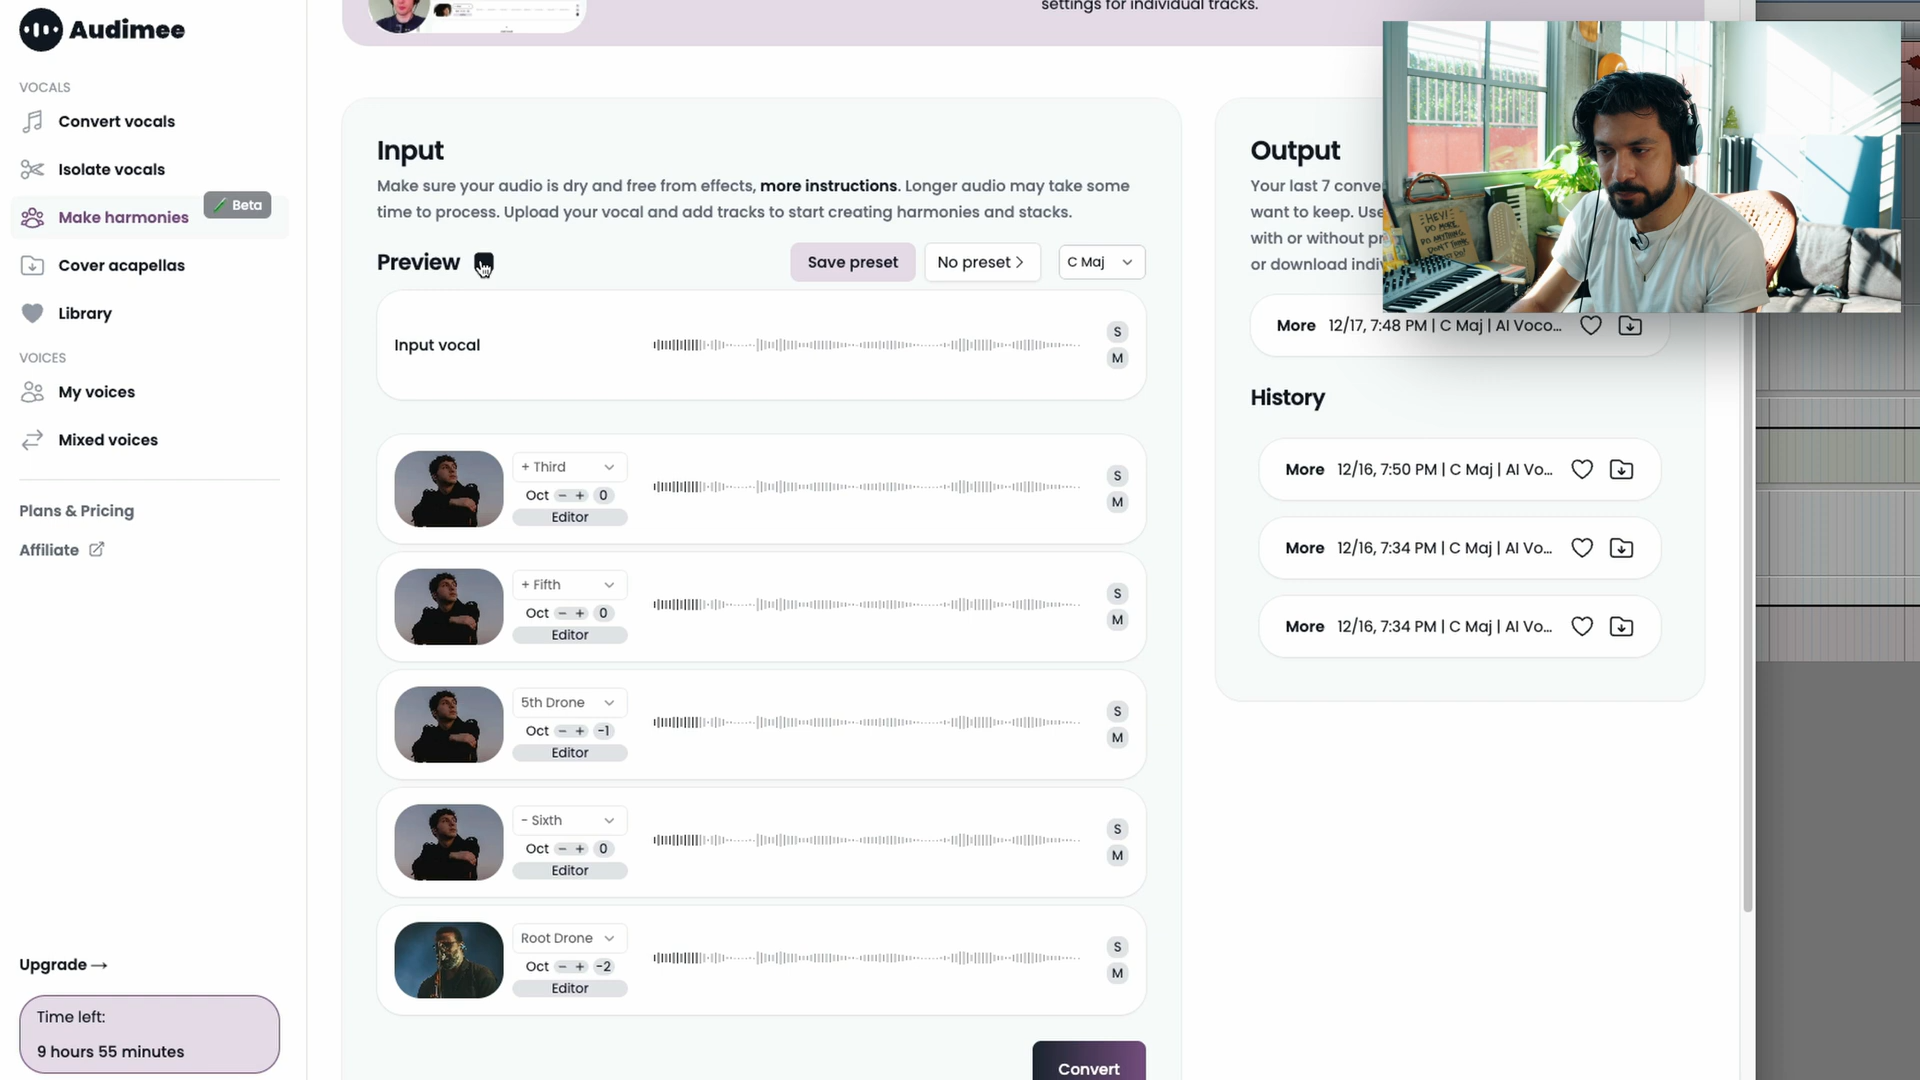 Audimee
VOCALS
Convert vocals
Isolate vocals
Make harmonies
Beta
Cover acapellas
Library
VOICES
My voices
Mixed voices
Plans & Pricing
Affiliate
Upgrade →
Time left:
9 hours 55 minutes
settings for individual tracks.
Input
Make sure your audio is dry and free from effects, more instructions. Longer audio may take some
time to process. Upload your vocal and add tracks to start creating harmonies and stacks.
Preview
Save preset
No preset >
C Maj
Input vocal
S
M
+ Third
Oct − + 0
Editor
S
M
+ Fifth
Oct − + 0
Editor
S
M
5th Drone
Oct − + -1
Editor
S
M
- Sixth
Oct − + 0
Editor
S
M
Root Drone
Oct − + -2
Editor
S
M
Convert
Output
Your last 7 conve
want to keep. Use
with or without pr
or download indi
More 12/17, 7:48 PM | C Maj | AI Voco...
History
More 12/16, 7:50 PM | C Maj | AI Vo...
More 12/16, 7:34 PM | C Maj | AI Vo...
More 12/16, 7:34 PM | C Maj | AI Vo...
HEY!
DO MORE.
DO ANYTHING.
DON'T THINK.